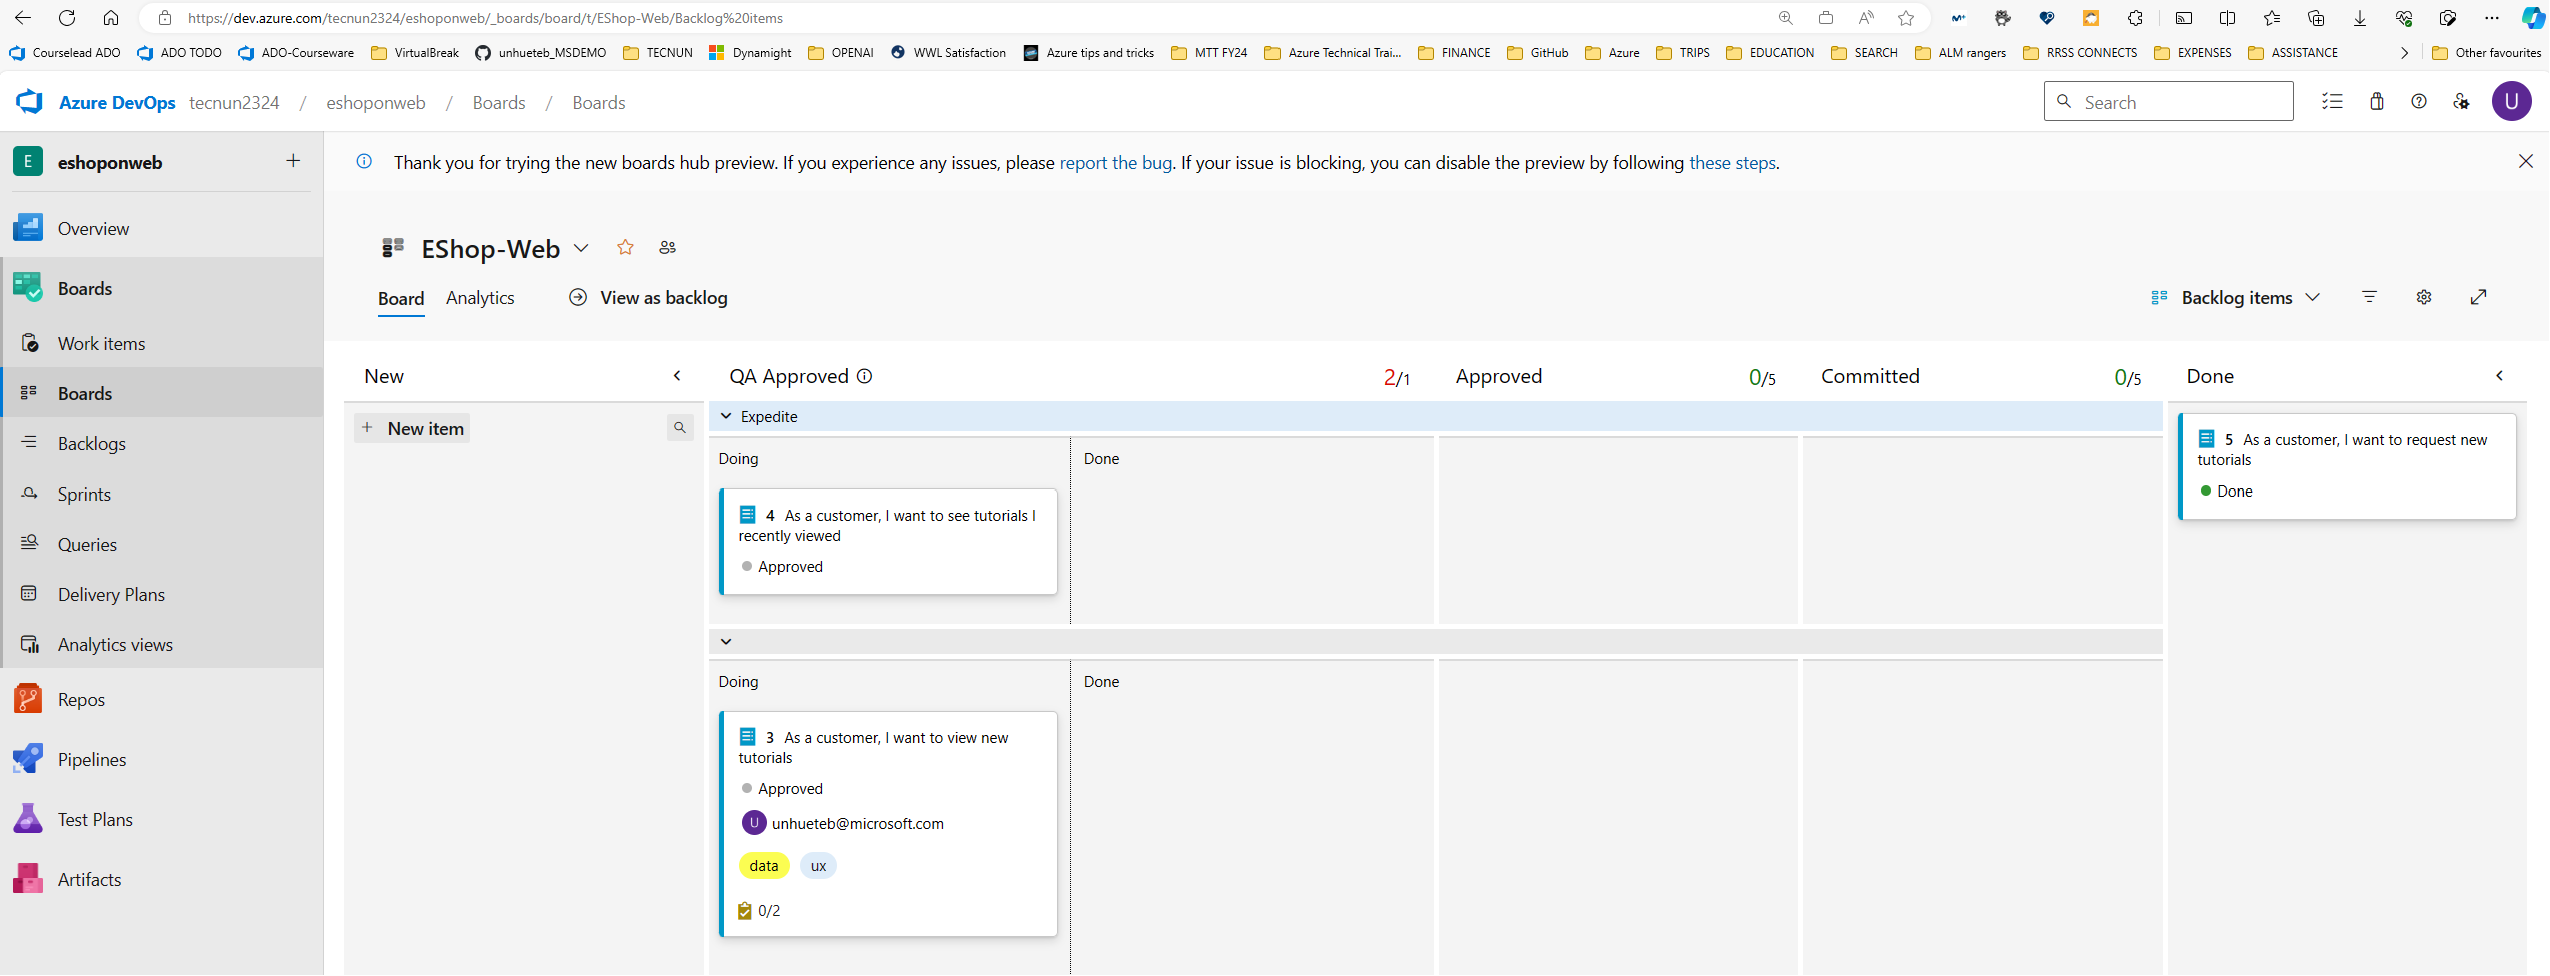 https://dev.azure.com/tecnun2324/eshoponweb/_boards/board/t/EShop-Web/Backlog%20items
Courselead ADO ADO TODO ADO-Courseware VirtualBreak unhueteb_MSDEMO TECNUN Dynamight OPENAI WWL Satisfaction Azure tips and tricks MTT FY24 Azure Technical Trai... FINANCE GitHub Azure TRIPS EDUCATION SEARCH ALM rangers RRSS CONNECTS EXPENSES ASSISTANCE Other favourites
Azure DevOps tecnun2324 / eshoponweb / Boards / Boards
Search
U
E eshoponweb +
Overview
Boards
Work items
Boards
Backlogs
Sprints
Queries
Delivery Plans
Analytics views
Repos
Pipelines
Test Plans
Artifacts
Thank you for trying the new boards hub preview. If you experience any issues, please report the bug. If your issue is blocking, you can disable the preview by following these steps.
EShop-Web
Board Analytics View as backlog
Backlog items
New
+ New item
QA Approved 2/1
Approved 0/5
Committed 0/5
Done
Expedite
Doing
Done
4 As a customer, I want to see tutorials I
recently viewed
Approved
Doing
Done
3 As a customer, I want to view new
tutorials
Approved
U unhueteb@microsoft.com
data ux
0/2
5 As a customer, I want to request new
tutorials
Done